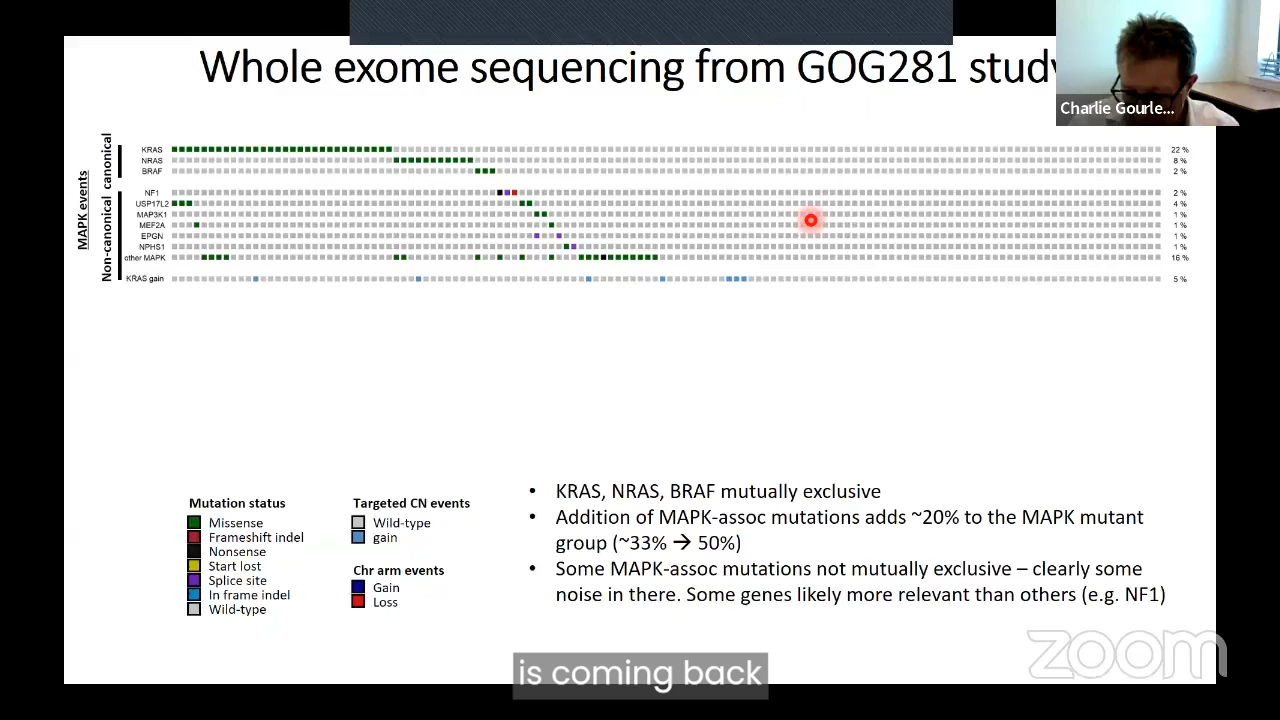 Whole exome sequencing from GOG281 study
Charlie Gourle...
MAPK events
canonical
Non-canonical
KRAS 22 %
NRAS 8 %
BRAF 2 %
NF1 2 %
USP17L2 4 %
MAP3K1 1 %
MEF2A 1 %
EPGN 1 %
NPHS1 1 %
other MAPK 16 %
KRAS gain 5 %
Mutation status
Missense
Frameshift indel
Nonsense
Start lost
Splice site
In frame indel
Wild-type
Targeted CN events
Wild-type
gain
Chr arm events
Gain
Loss
• KRAS, NRAS, BRAF mutually exclusive
• Addition of MAPK-assoc mutations adds ~20% to the MAPK mutant
group (~33% → 50%)
• Some MAPK-assoc mutations not mutually exclusive – clearly some
noise in there. Some genes likely more relevant than others (e.g. NF1)
zoom
is coming back